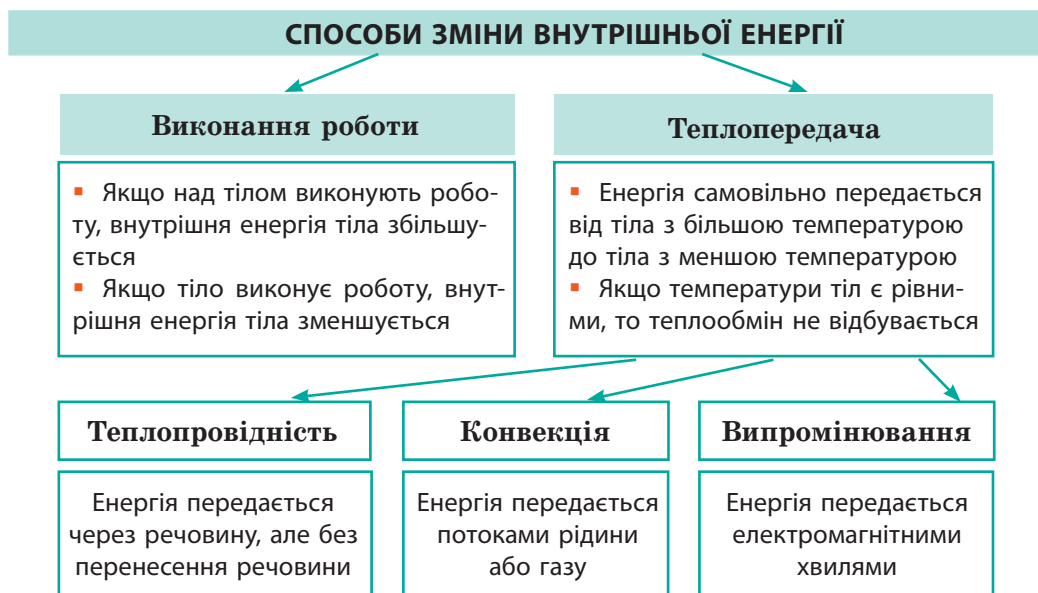 СПОСОБИ ЗМІНИ ВНУТРІШНЬОЇ ЕНЕРГІЇ
Виконання роботи
▪ Якщо над тілом виконують робо-
ту, внутрішня енергія тіла збільшу-
ється
▪ Якщо тіло виконує роботу, внут-
рішня енергія тіла зменшується
Теплопередача
▪ Енергія самовільно передається
від тіла з більшою температурою
до тіла з меншою температурою
▪ Якщо температури тіл є рівни-
ми, то теплообмін не відбувається
Теплопровідність
Енергія передається
через речовину, але без
перенесення речовини
Конвекція
Енергія передається
потоками рідини
або газу
Випромінювання
Енергія передається
електромагнітними
хвилями